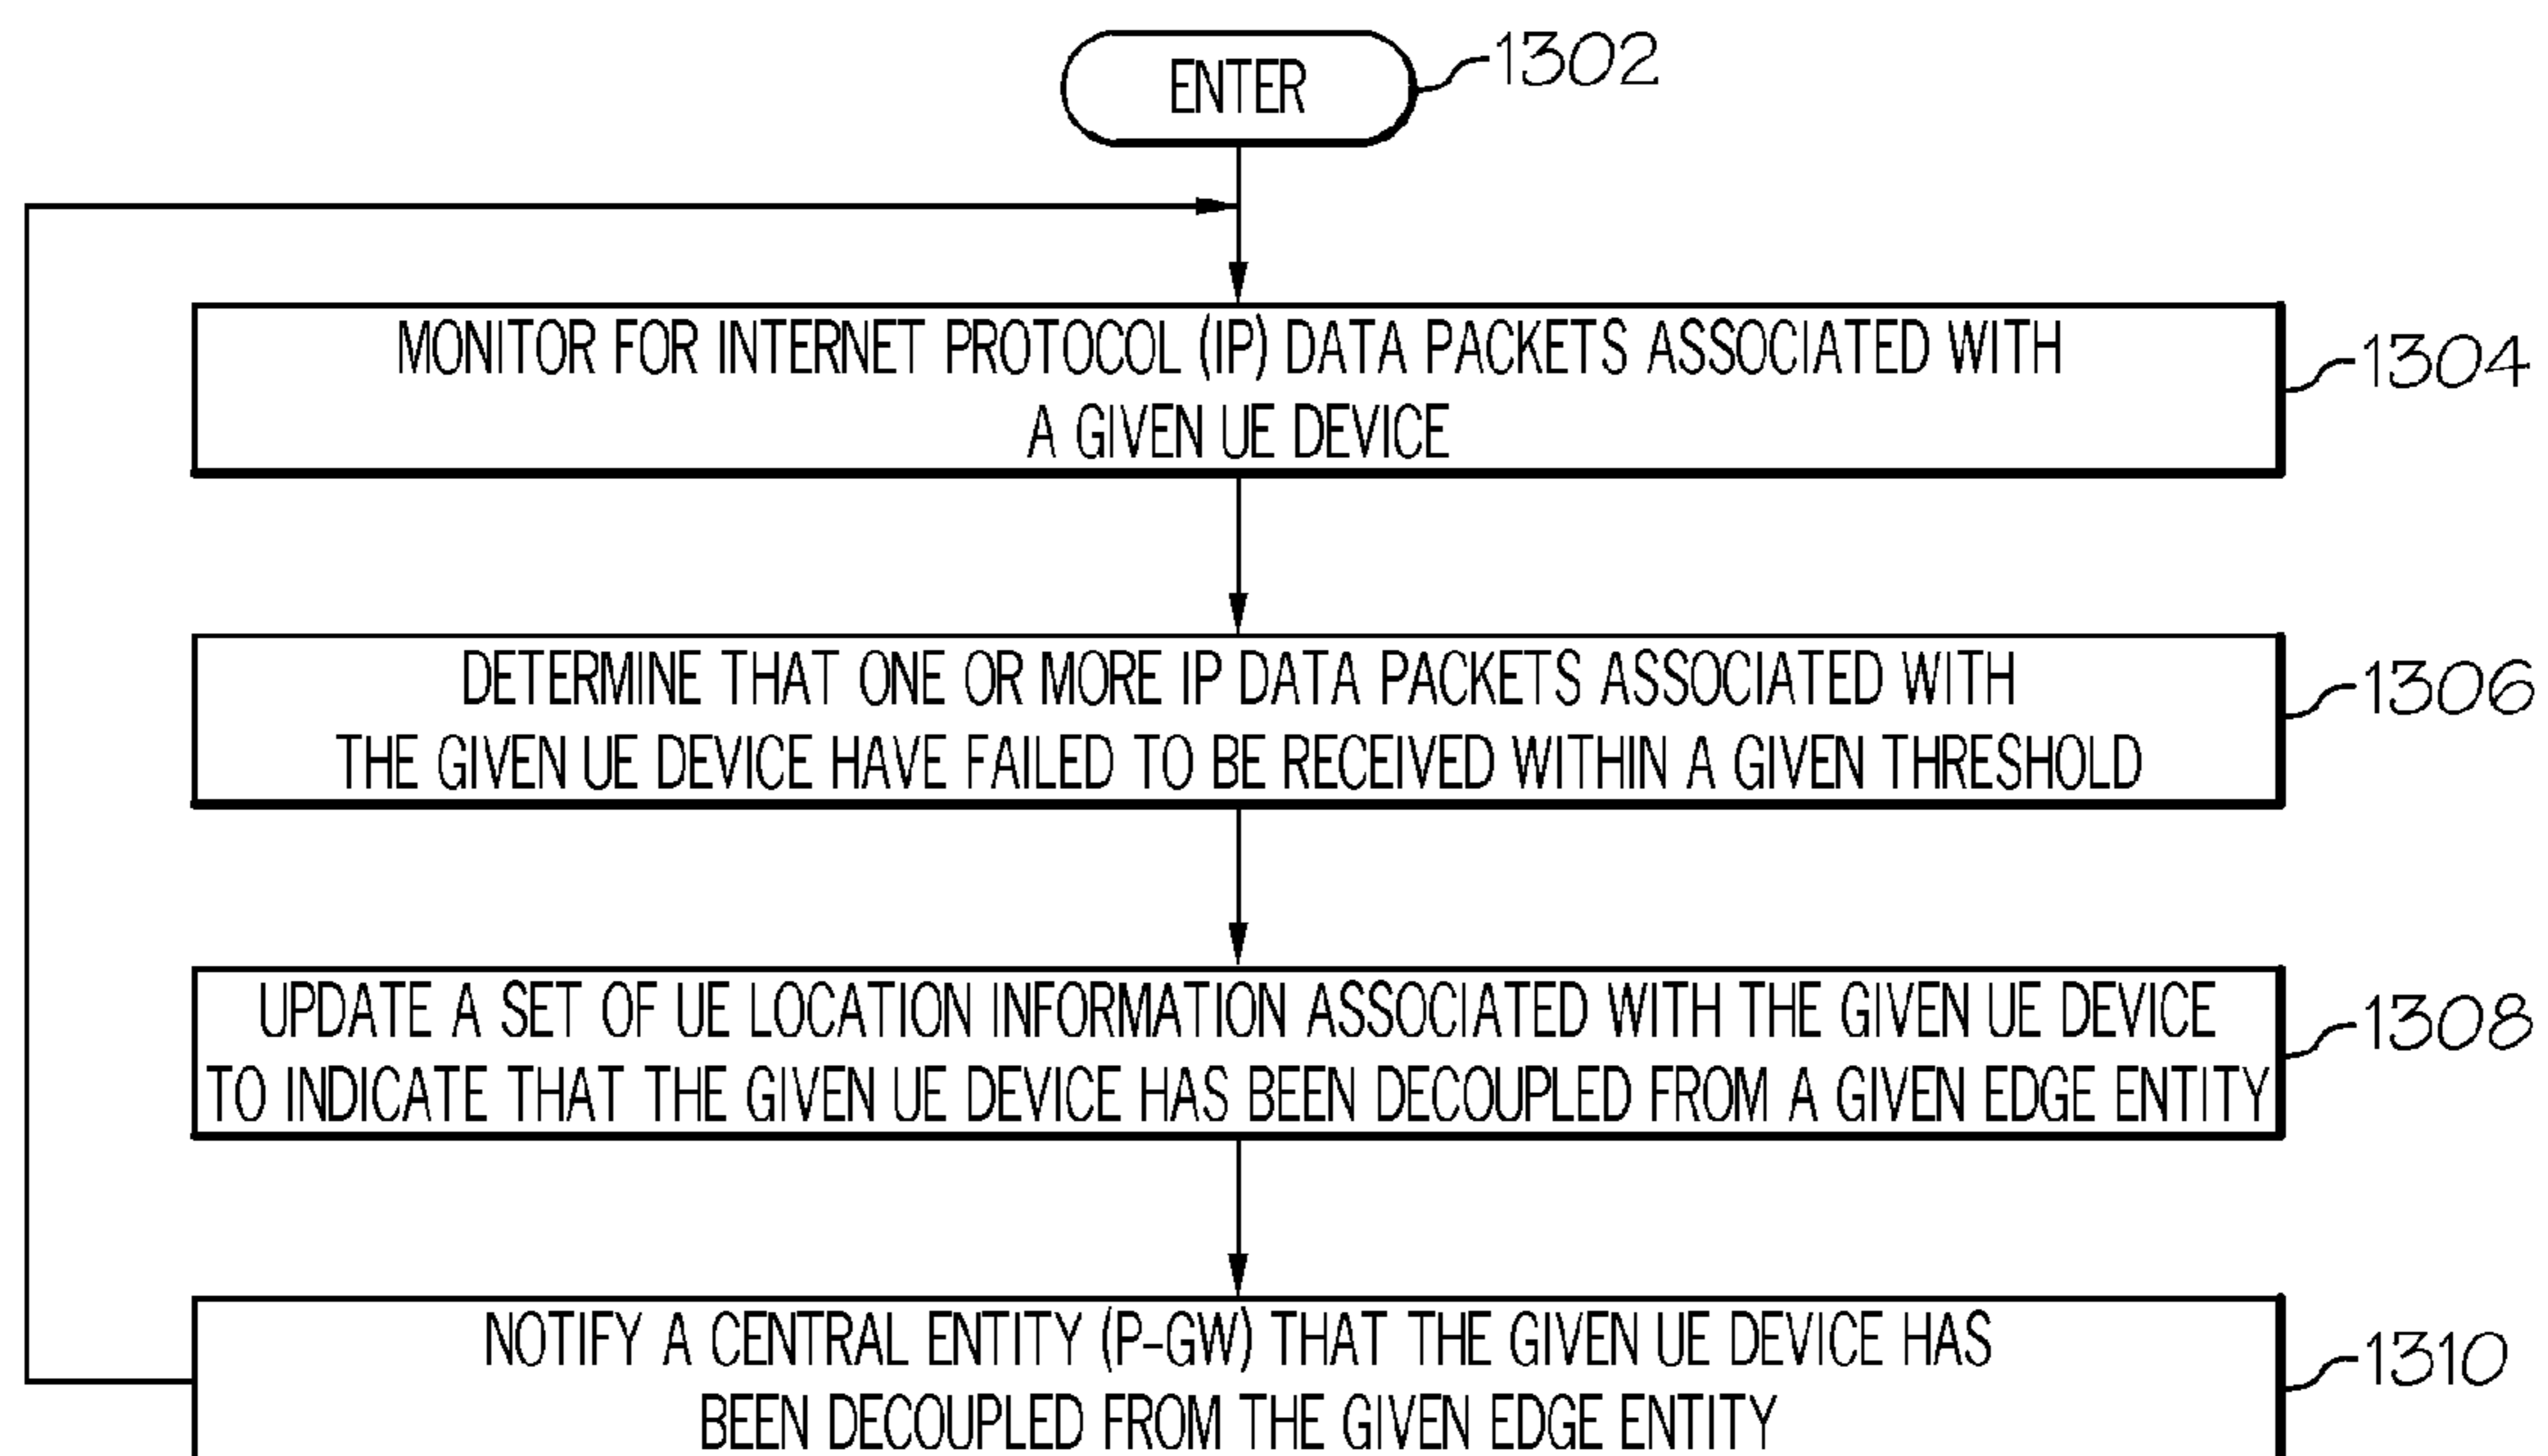 ENTER
1302
MONITOR FOR INTERNET PROTOCOL (IP) DATA PACKETS ASSOCIATED WITH
A GIVEN UE DEVICE
1304
DETERMINE THAT ONE OR MORE IP DATA PACKETS ASSOCIATED WITH
THE GIVEN UE DEVICE HAVE FAILED TO BE RECEIVED WITHIN A GIVEN THRESHOLD
1306
UPDATE A SET OF UE LOCATION INFORMATION ASSOCIATED WITH THE GIVEN UE DEVICE
TO INDICATE THAT THE GIVEN UE DEVICE HAS BEEN DECOUPLED FROM A GIVEN EDGE ENTITY
1308
NOTIFY A CENTRAL ENTITY (P-GW) THAT THE GIVEN UE DEVICE HAS
BEEN DECOUPLED FROM THE GIVEN EDGE ENTITY
1310